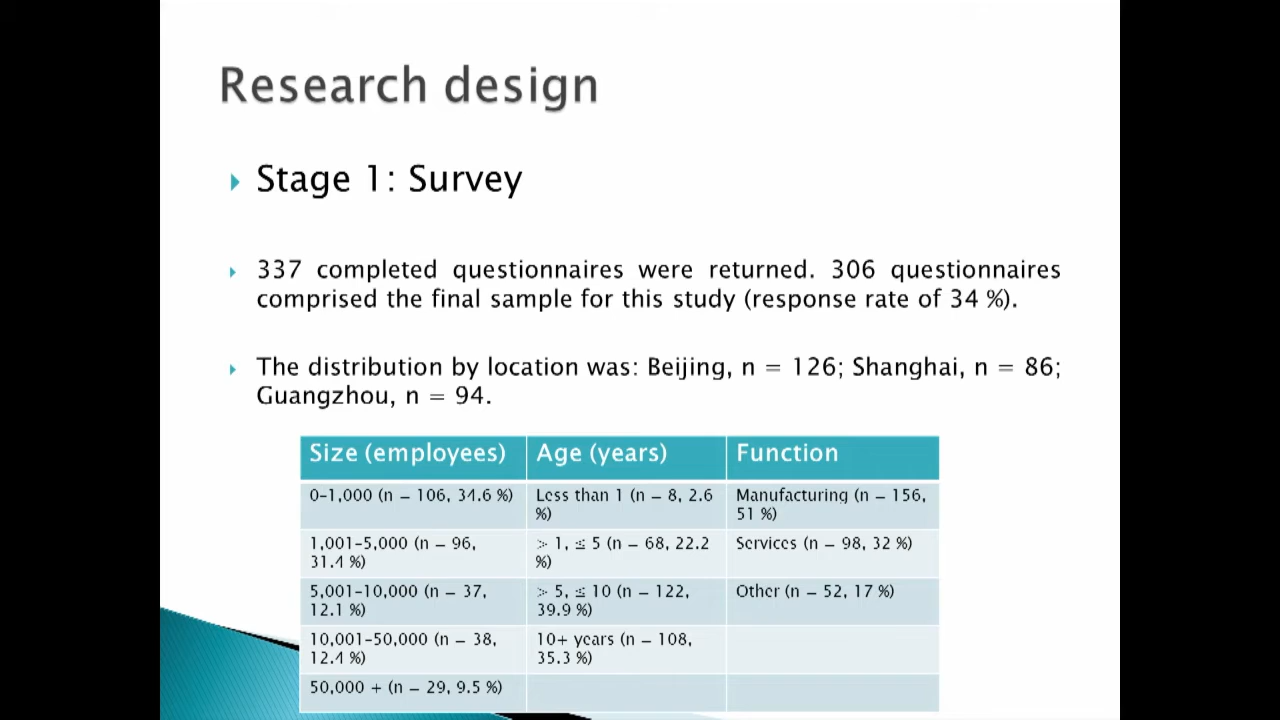 Research design
Stage 1: Survey
337 completed questionnaires were returned. 306 questionnaires
comprised the final sample for this study (response rate of 34 %).
The distribution by location was: Beijing, n = 126; Shanghai, n = 86;
Guangzhou, n = 94.
Size (employees) Age (years) Function
0-1,000 (n = 106, 34.6 %) Less than 1 (n = 8, 2.6 Manufacturing (n = 156,
%) 51 %)
1,001-5,000 (n = 96, > 1, ≤ 5 (n = 68, 22.2 Services (n = 98, 32 %)
31.4 %) %)
5,001-10,000 (n = 37, > 5, ≤ 10 (n = 122, Other (n = 52, 17 %)
12.1 %) 39.9 %)
10,001-50,000 (n = 38, 10+ years (n = 108,
12.4 %) 35.3 %)
50,000 + (n = 29, 9.5 %)